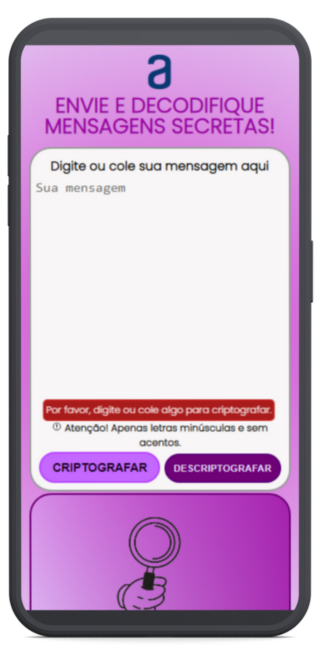 a
ENVIE E DECODIFIQUE
MENSAGENS SECRETAS!
Digite ou cole sua mensagem aqui
Sua mensagem
Por favor, digite ou cole algo para criptografar.
Atenção! Apenas letras minúsculas e sem
acentos.
CRIPTOGRAFAR DESCRIPTOGRAFAR